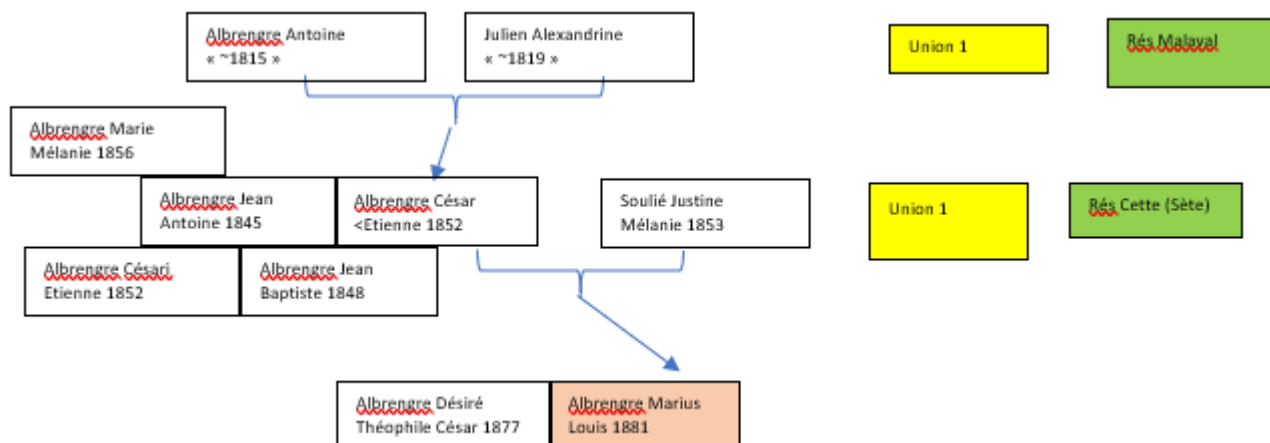 Albrengre Antoine
« ~1815 »
Julien Alexandrine
« ~1819 »
Union 1
Rés Malaval
Albrengre Marie
Mélanie 1856
Albrengre Jean
Antoine 1845
Albrengre César
<Etienne 1852
Soulié Justine
Mélanie 1853
Union 1
Rés Cette (Sète)
Albrengre Césari
Etienne 1852
Albrengre Jean
Baptiste 1848
Albrengre Désiré
Théophile César 1877
Albrengre Marius
Louis 1881